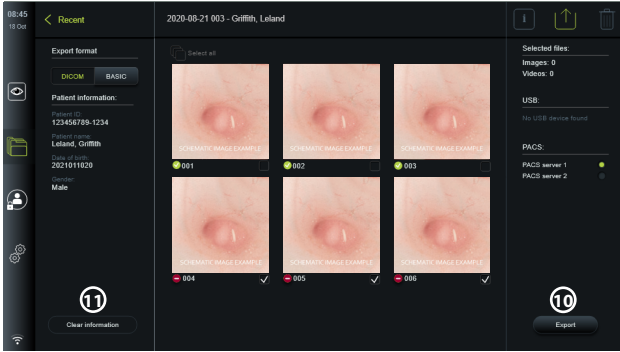 08:45
18 Oct
Recent
2020-08-21 003 - Griffith, Leland
i
Export format
DICOM
BASIC
Patient information:
Patient ID:
123456789-1234
Patient name:
Leland, Griffith
Date of birth:
2021011020
Gender:
Male
11
Clear information
Select all
SCHEMATIC IMAGE EXAMPLE
SCHEMATIC IMAGE EXAMPLE
SCHEMATIC IMAGE EXAMPLE
001
002
003
SCHEMATIC IMAGE EXAMPLE
SCHEMATIC IMAGE EXAMPLE
SCHEMATIC IMAGE EXAMPLE
004
005
006
Selected files:
Images: 0
Videos: 0
USB:
No USB device found
PACS:
PACS server 1
PACS server 2
10
Export